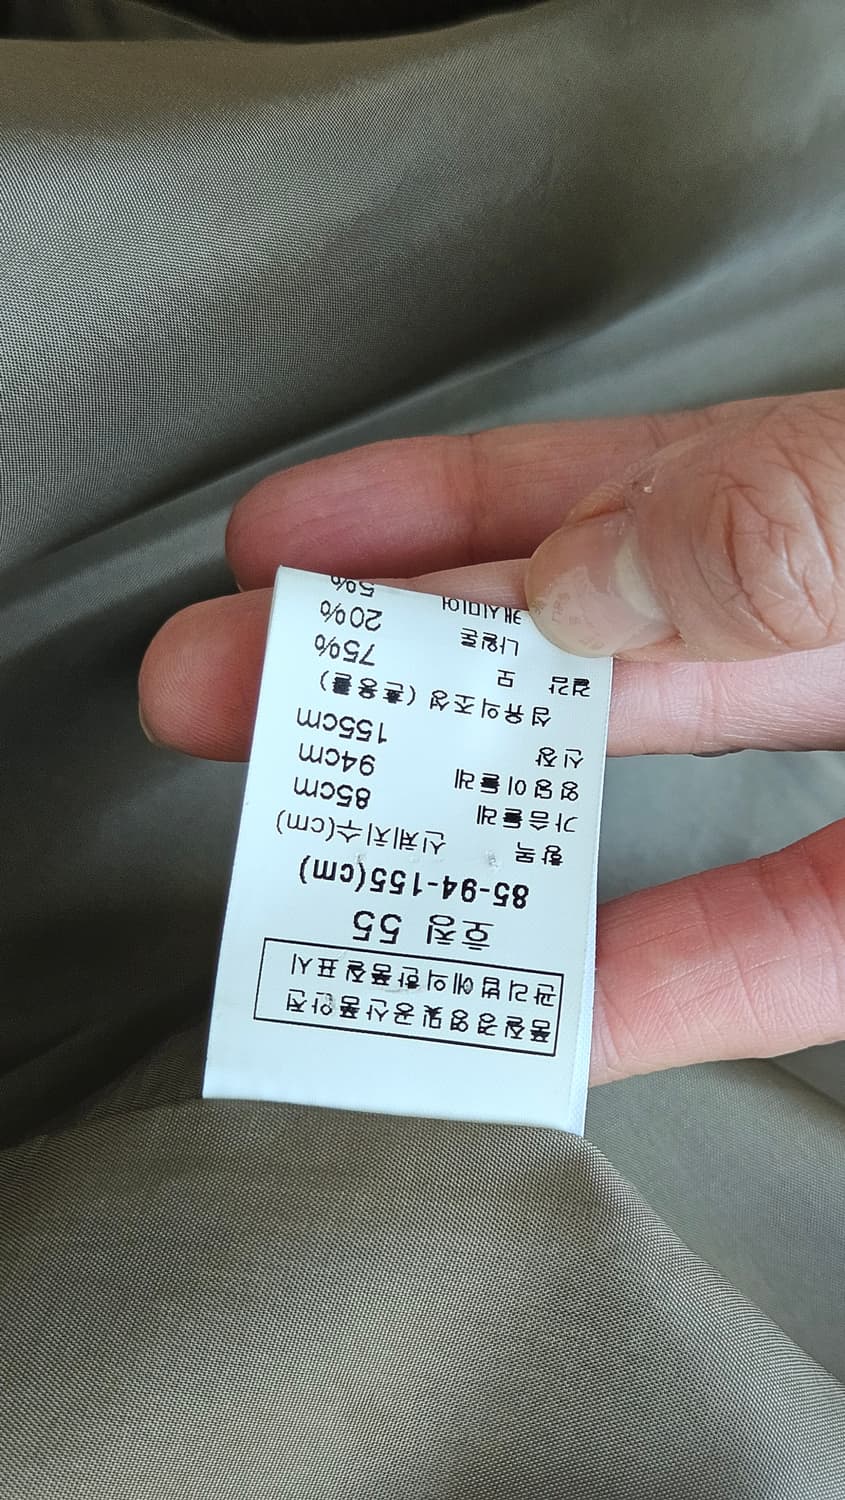 품질경영및공산품안전
관리법에의한품질표시
호칭 55
85-94-155(cm)
항목 신체치수(cm)
가슴둘레 85cm
엉덩이둘레 94cm
신장 155cm
섬유의조성(혼용률)
겉감 모 75%
나일론 20%
캐시미어 5%